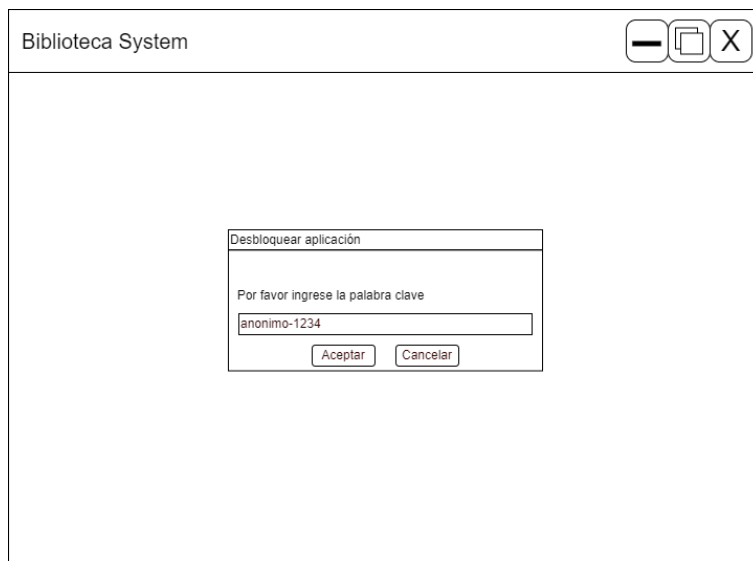 Biblioteca System
X
Desbloquear aplicación
Por favor ingrese la palabra clave
anonimo-1234
Aceptar Cancelar